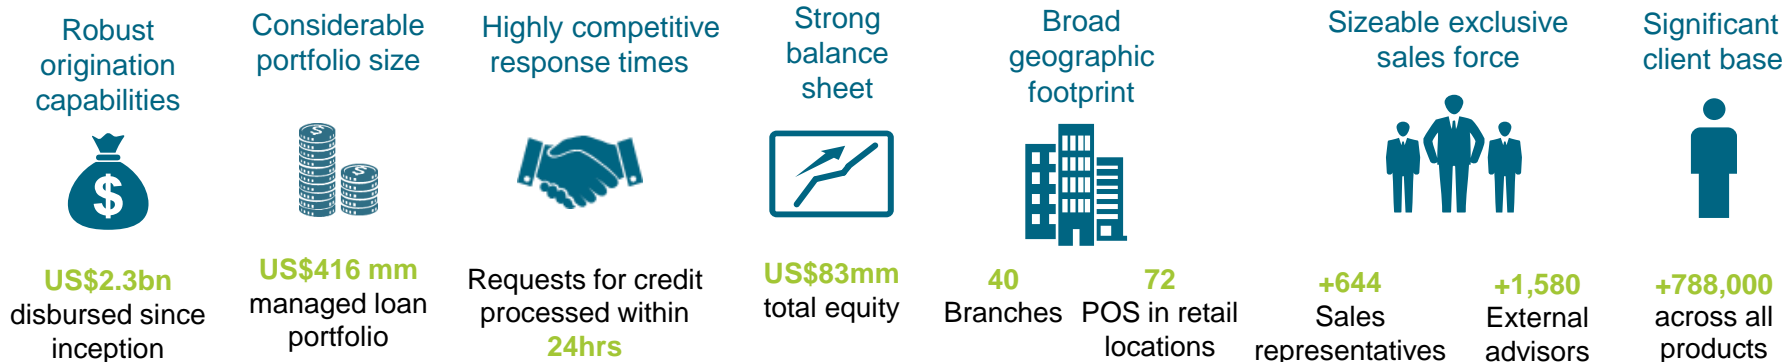 Robust
origination
capabilities
US$2.3bn
disbursed since
inception
Considerable
portfolio size
US$416 mm
managed loan
portfolio
Highly competitive
response times
Requests for credit
processed within
24hrs
Strong
balance
sheet
US$83mm
total equity
Broad
geographic
footprint
40
Branches
72
POS in retail
locations
Sizeable exclusive
sales force
+644
Sales
representatives
+1,580
External
advisors
Significant
client base
+788,000
across all
products